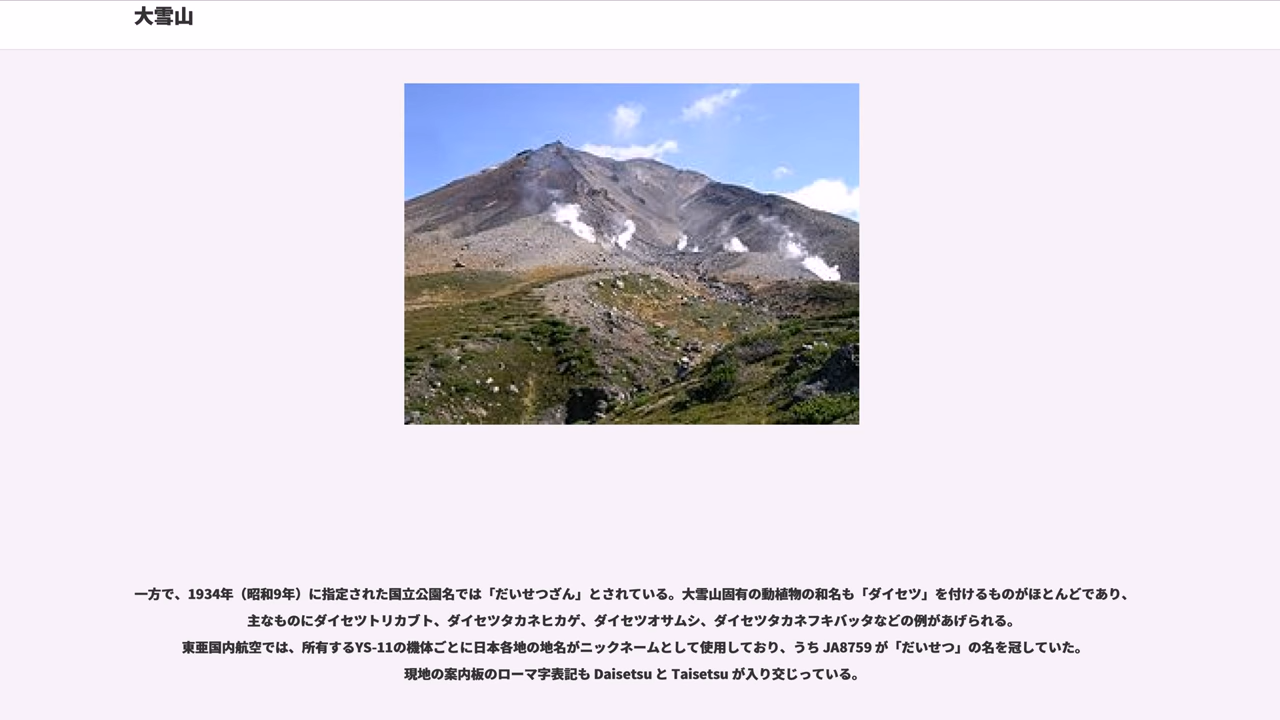 大雪山
一方で、1934年（昭和9年）に指定された国立公園名では「だいせつざん」とされている。大雪山固有の動植物の和名も「ダイセツ」を付けるものがほとんどであり、
主なものにダイセツトリカブト、ダイセツタカネヒカゲ、ダイセツオサムシ、ダイセツタカネフキバッタなどの例があげられる。
東亜国内航空では、所有するYS-11の機体ごとに日本各地の地名がニックネームとして使用しており、うち JA8759 が「だいせつ」の名を冠していた。
現地の案内板のローマ字表記も Daisetsu と Taisetsu が入り交じっている。